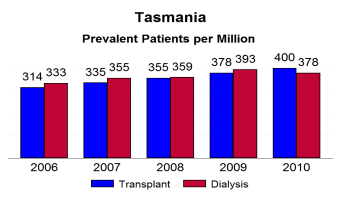 Tasmania
Prevalent Patients per Million
314 333 335 355 355 359 378 393 400 378
2006 2007 2008 2009 2010
Transplant Dialysis